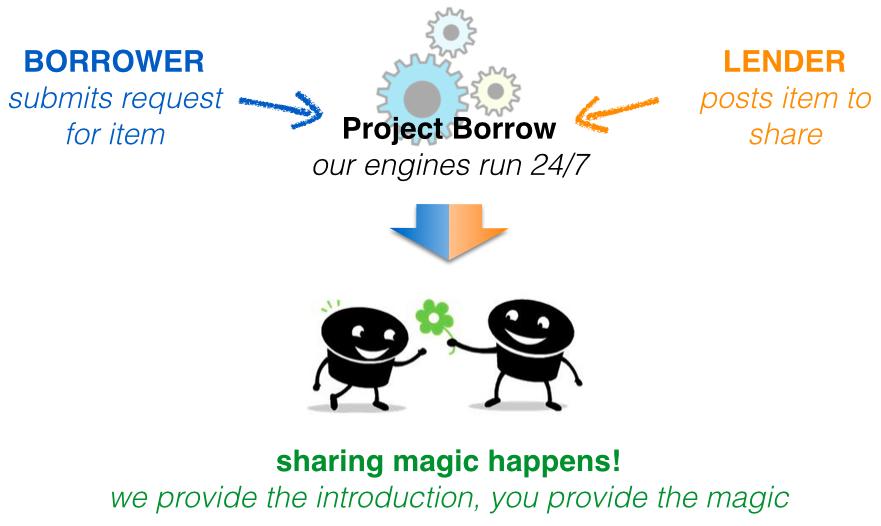 BORROWER
submits request
for item
Project Borrow
our engines run 24/7
LENDER
posts item to
share
sharing magic happens!
we provide the introduction, you provide the magic